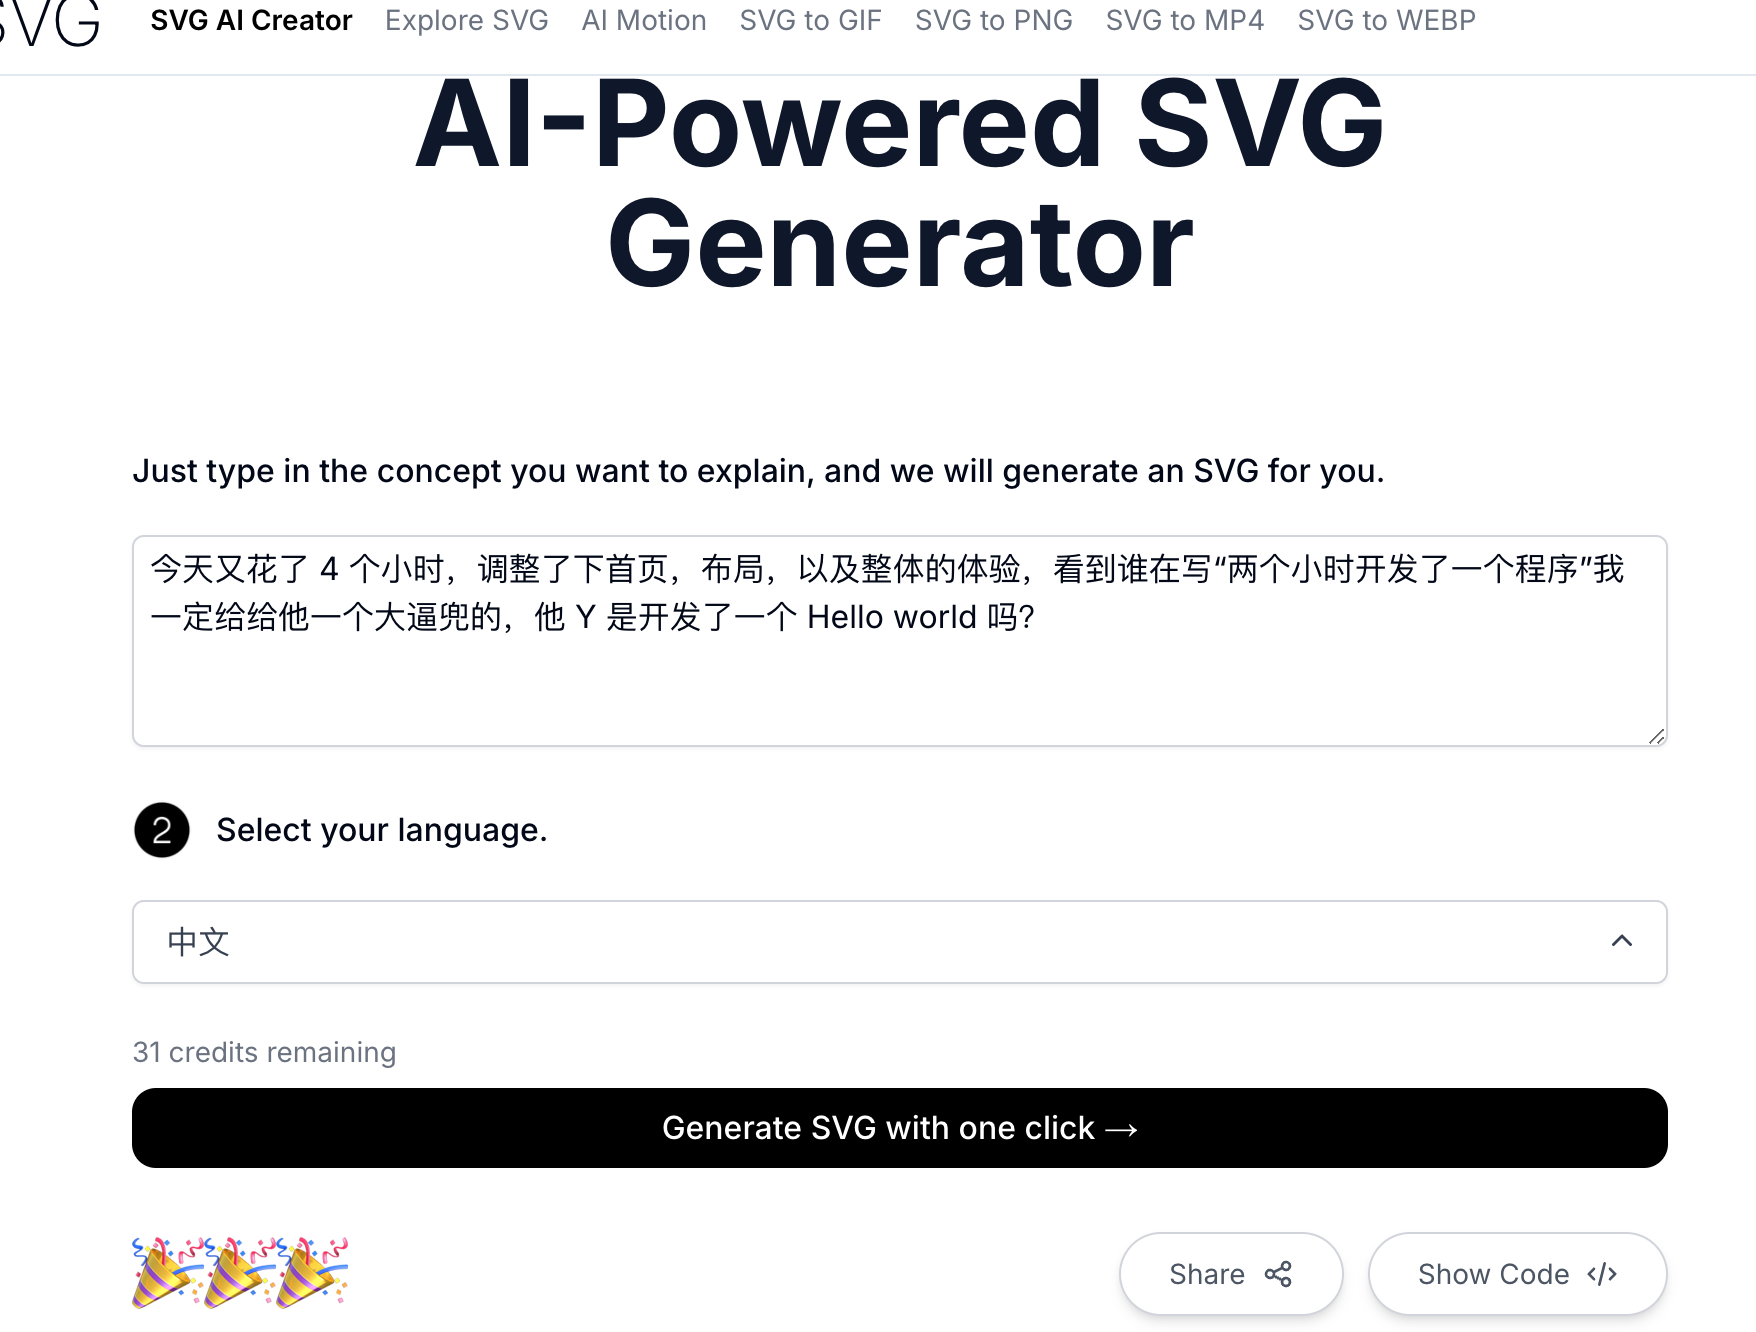 SVG
SVG AI Creator
Explore SVG
AI Motion
SVG to GIF
SVG to PNG
SVG to MP4
SVG to WEBP
AI-Powered SVG
Generator
Just type in the concept you want to explain, and we will generate an SVG for you.
今天又花了 4 个小时，调整了下首页，布局，以及整体的体验，看到谁在写“两个小时开发了一个程序”我
一定给给他一个大逼兜的，他 Y 是开发了一个 Hello world 吗？
2 Select your language.
中文
31 credits remaining
Generate SVG with one click →
Share
Show Code </>